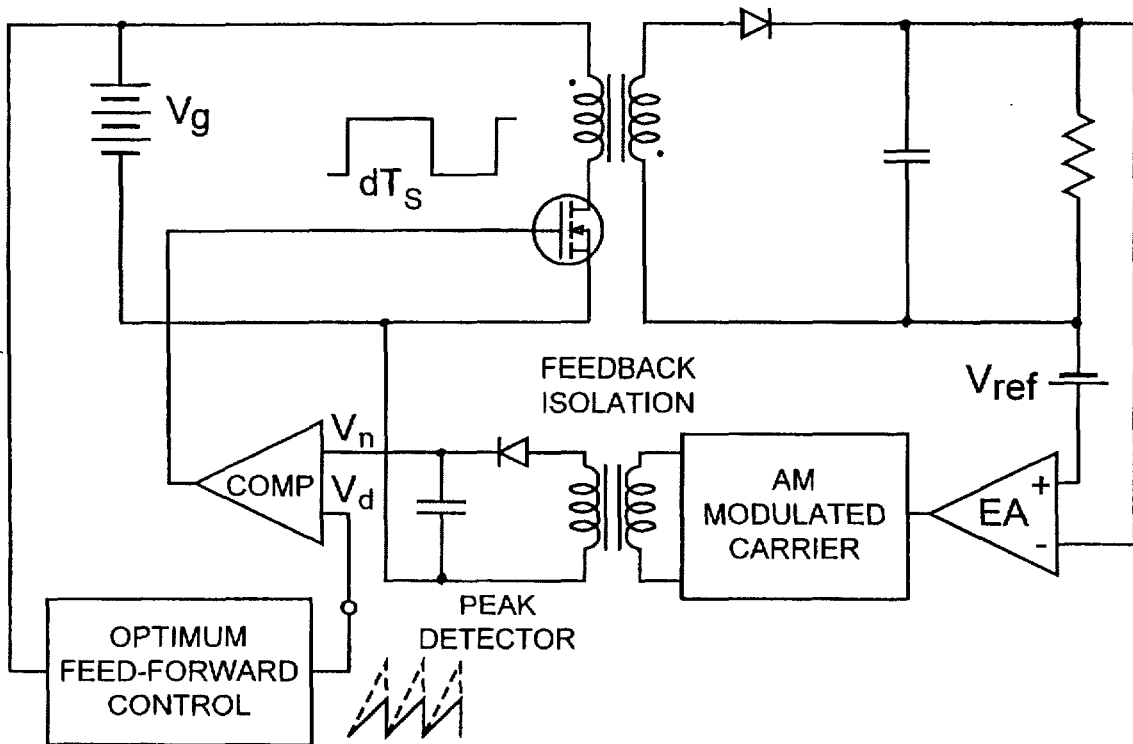 Vg
dTS
FEEDBACK
ISOLATION
Vref
Vn
COMP
Vd
AM
MODULATED
CARRIER
+
EA
-
PEAK
DETECTOR
OPTIMUM
FEED-FORWARD
CONTROL